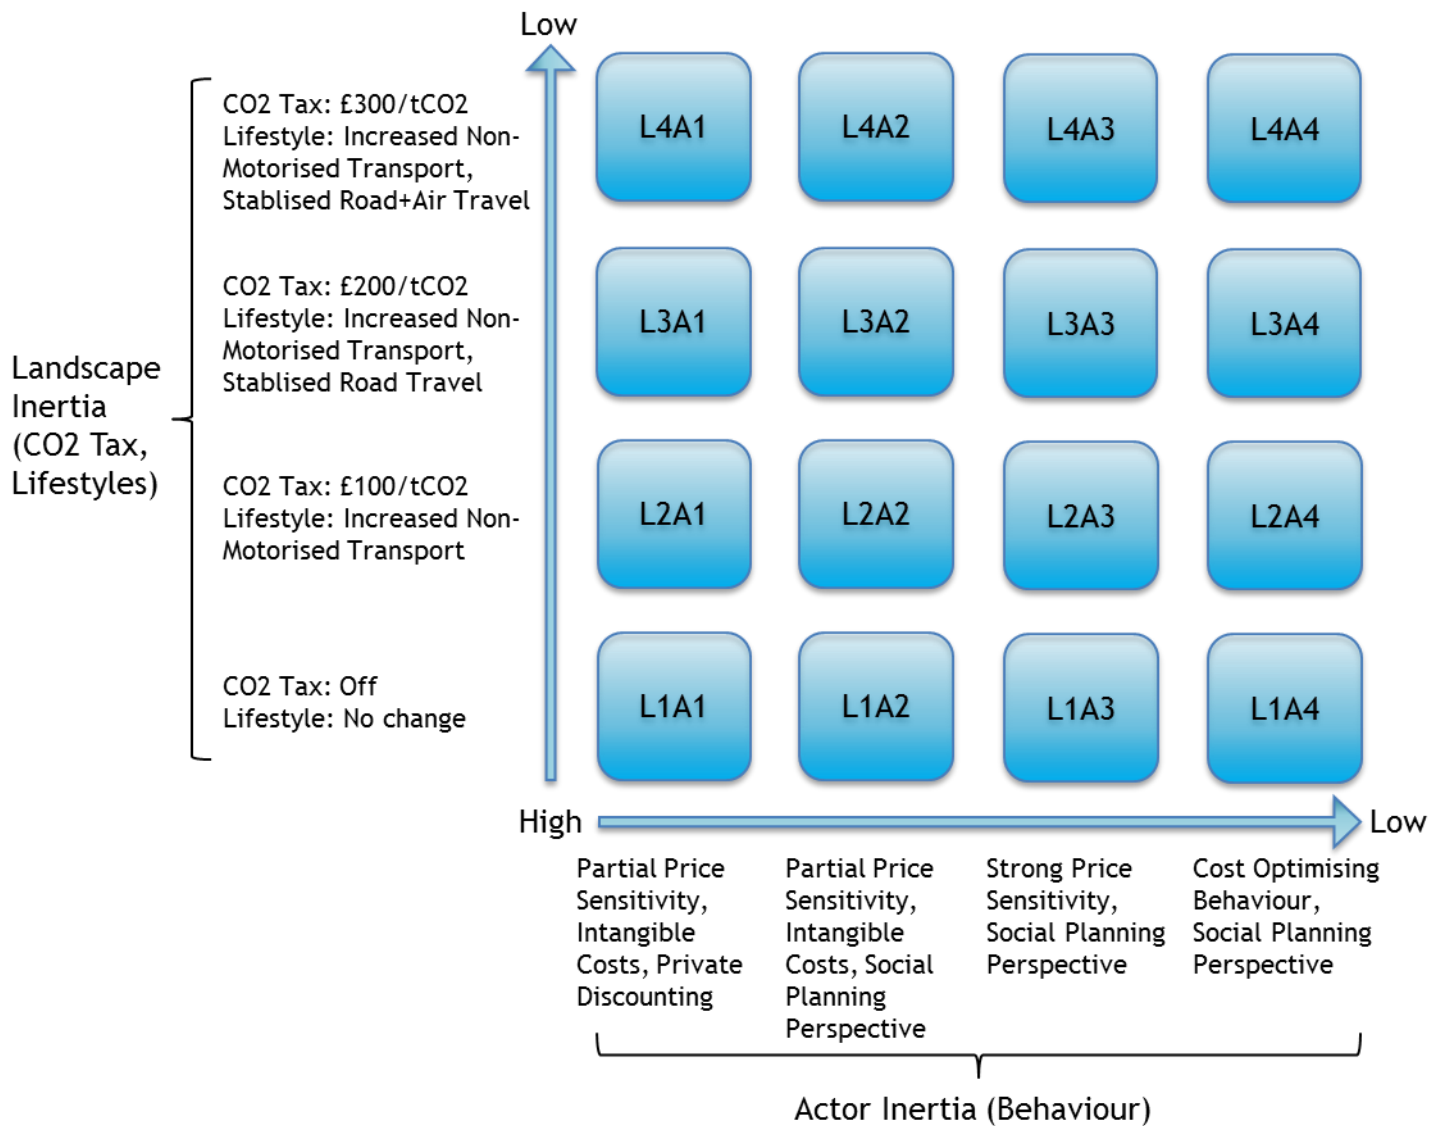 Low
CO2 Tax: £300/tCO2
Lifestyle: Increased Non-
Motorised Transport,
Stablised Road+Air Travel
L4A1
L4A2
L4A3
L4A4
CO2 Tax: £200/tCO2
Lifestyle: Increased Non-
Motorised Transport,
Stablised Road Travel
L3A1
L3A2
L3A3
L3A4
Landscape
Inertia
(CO2 Tax,
Lifestyles)
CO2 Tax: £100/tCO2
Lifestyle: Increased Non-
Motorised Transport
L2A1
L2A2
L2A3
L2A4
CO2 Tax: Off
Lifestyle: No change
L1A1
L1A2
L1A3
L1A4
High
Low
Partial Price
Sensitivity,
Intangible
Costs, Private
Discounting
Partial Price
Sensitivity,
Intangible
Costs, Social
Planning
Perspective
Strong Price
Sensitivity,
Social Planning
Perspective
Cost Optimising
Behaviour,
Social Planning
Perspective
Actor Inertia (Behaviour)